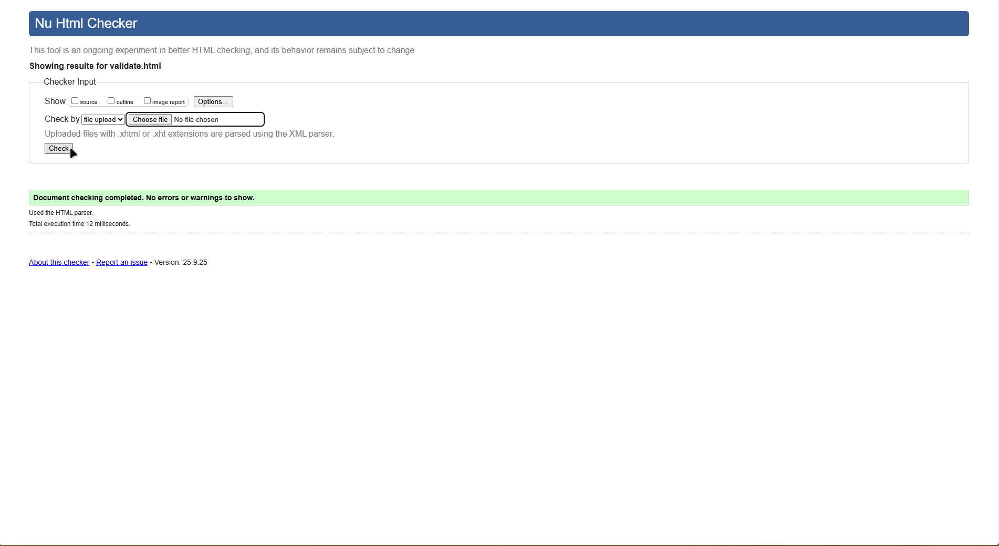 Nu Html Checker
This tool is an ongoing experiment in better HTML checking, and its behavior remains subject to change
Showing results for validate.html
Checker Input
Show source outline image report Options...
Check by file upload Choose file No file chosen
Uploaded files with .xhtml or .xht extensions are parsed using the XML parser.
Check
Document checking completed. No errors or warnings to show.
Used the HTML parser.
Total execution time 12 milliseconds.
About this checker • Report an issue • Version: 25.9.25